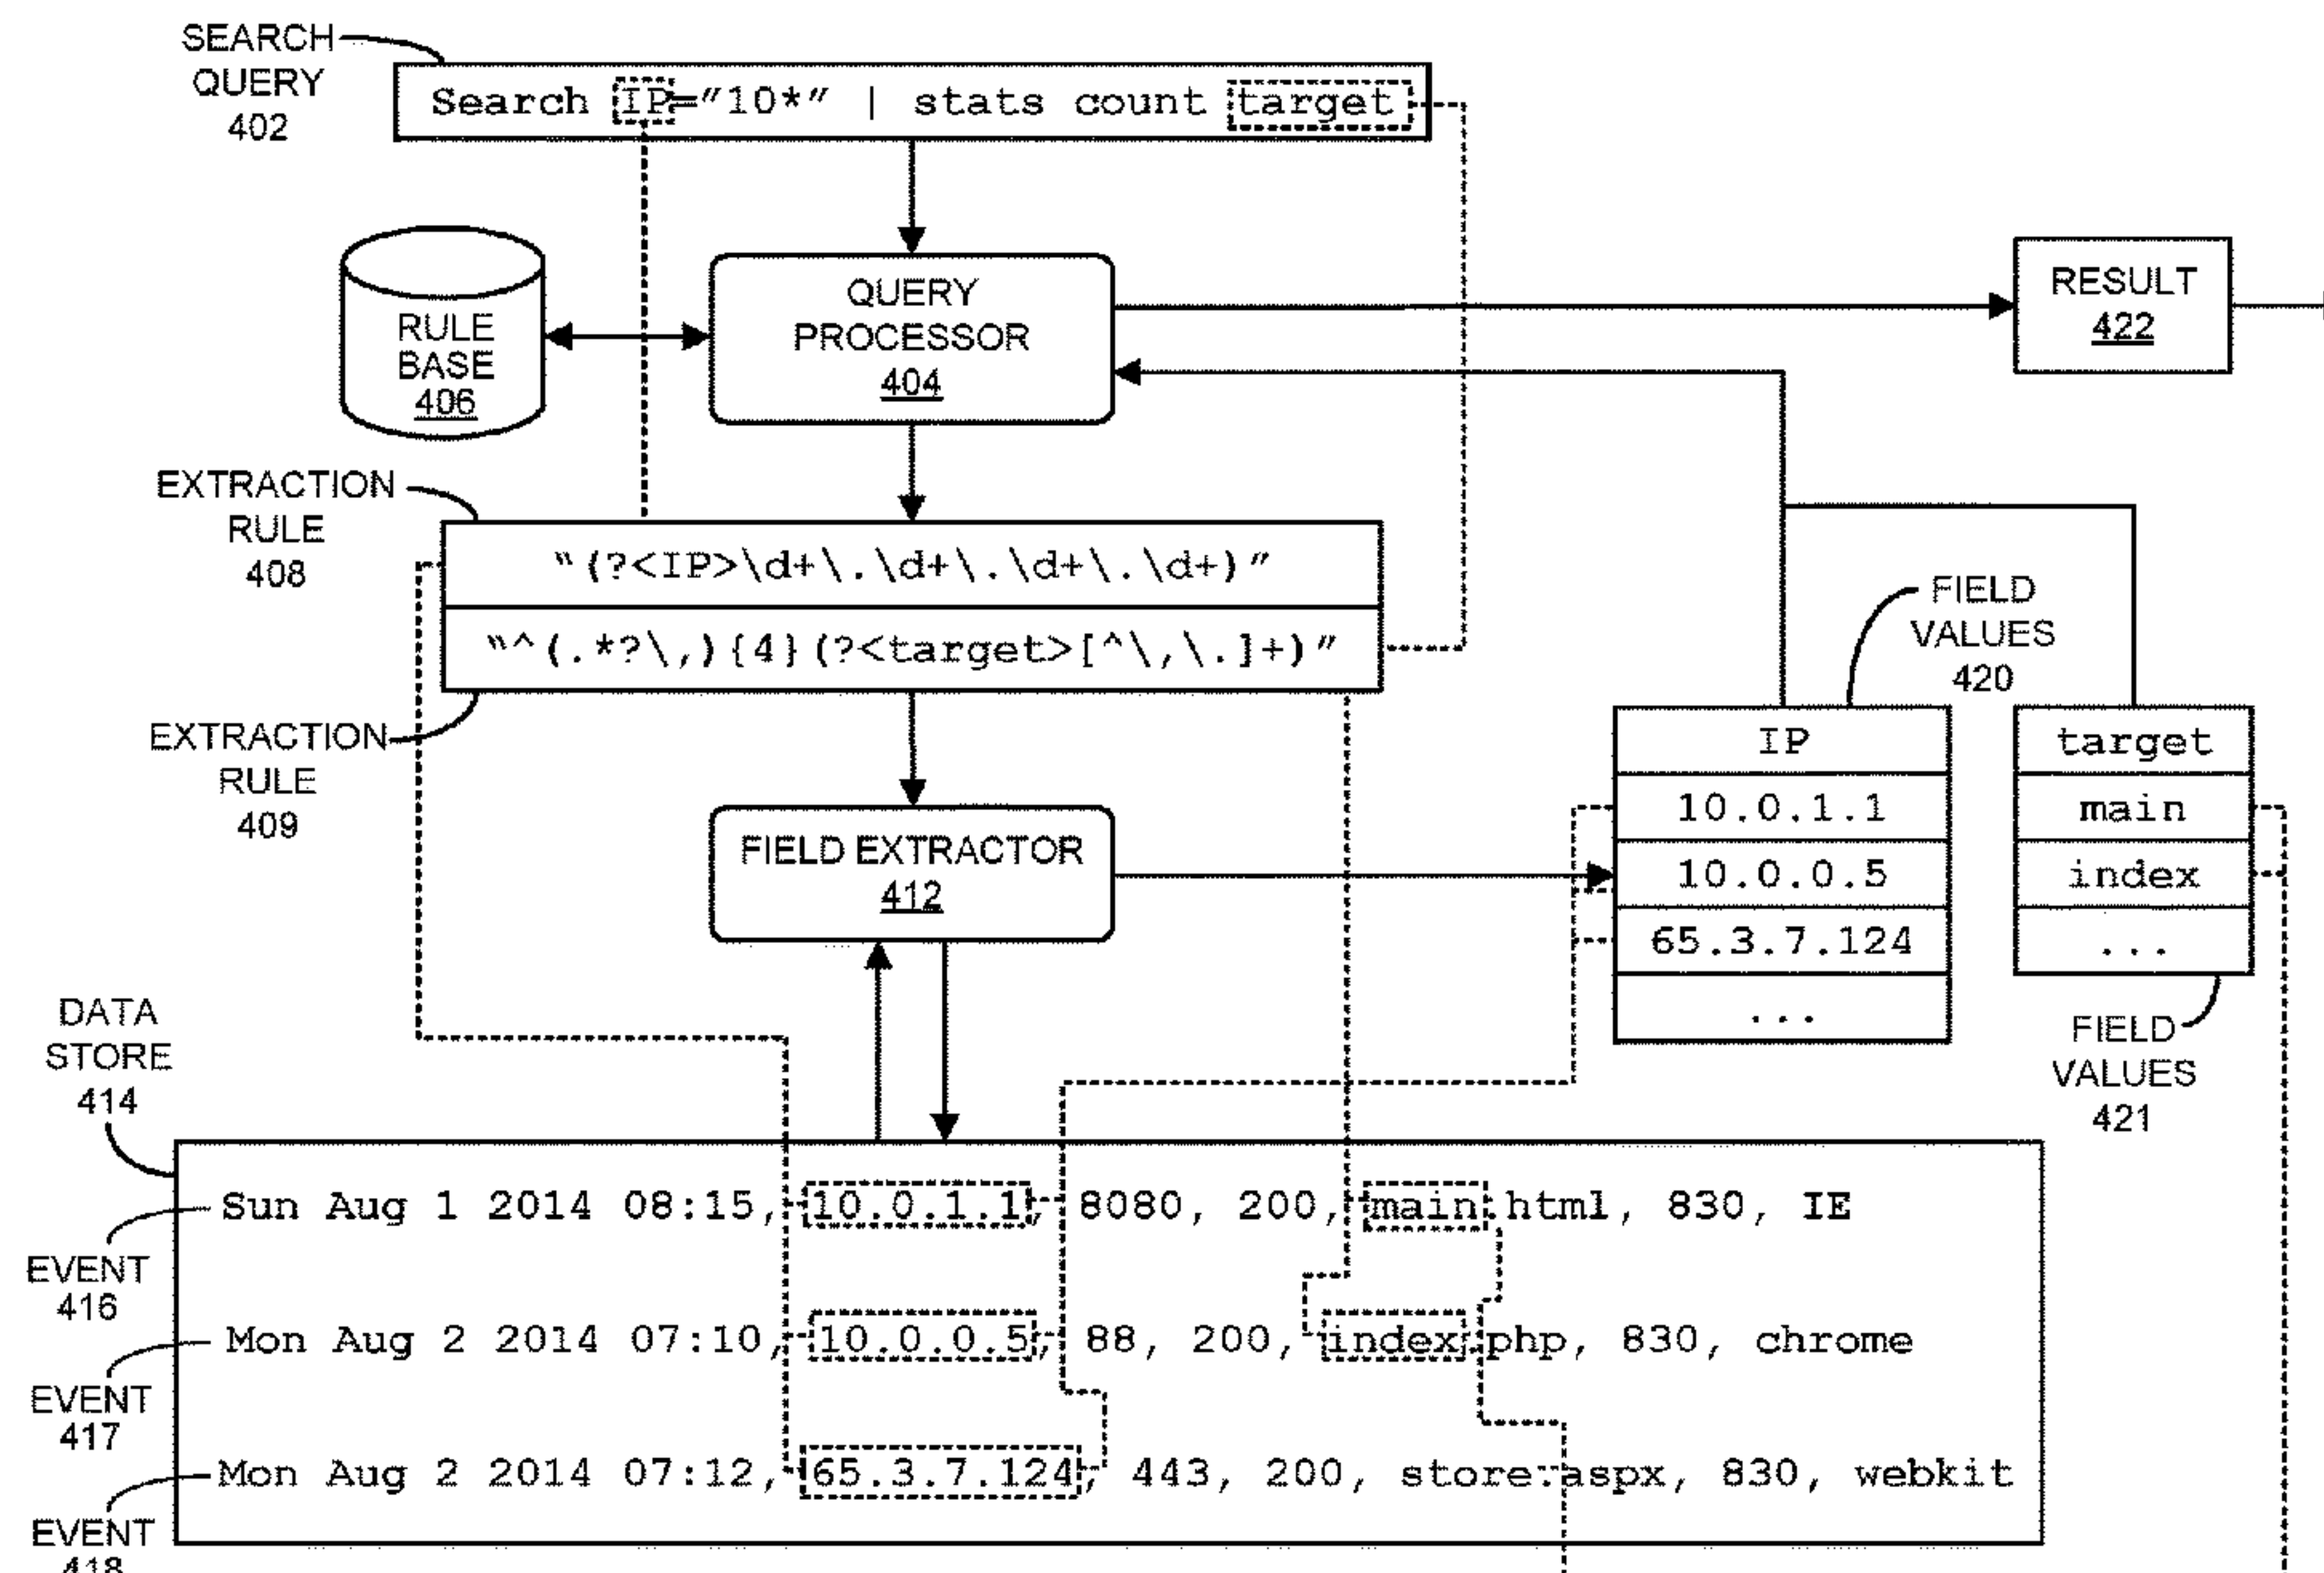 SEARCH
QUERY
402
Search IP="10*" | stats count target
RULE
BASE
406
QUERY
PROCESSOR
404
RESULT
422
EXTRACTION
RULE
408
"(?<IP>\d+\.\d+\.\d+\.\d+)"
"^(.*?\,){4}(?<target>[^\,\.]+)"
EXTRACTION
RULE
409
FIELD
VALUES
420
IP
10.0.1.1
10.0.0.5
65.3.7.124
...
target
main
index
...
FIELD
VALUES
421
FIELD EXTRACTOR
412
DATA
STORE
414
Sun Aug 1 2014 08:15, 10.0.1.1, 8080, 200, main.html, 830, IE
EVENT
416
Mon Aug 2 2014 07:10, 10.0.0.5, 88, 200, index.php, 830, chrome
EVENT
417
Mon Aug 2 2014 07:12, 65.3.7.124, 443, 200, store.aspx, 830, webkit
EVENT
418